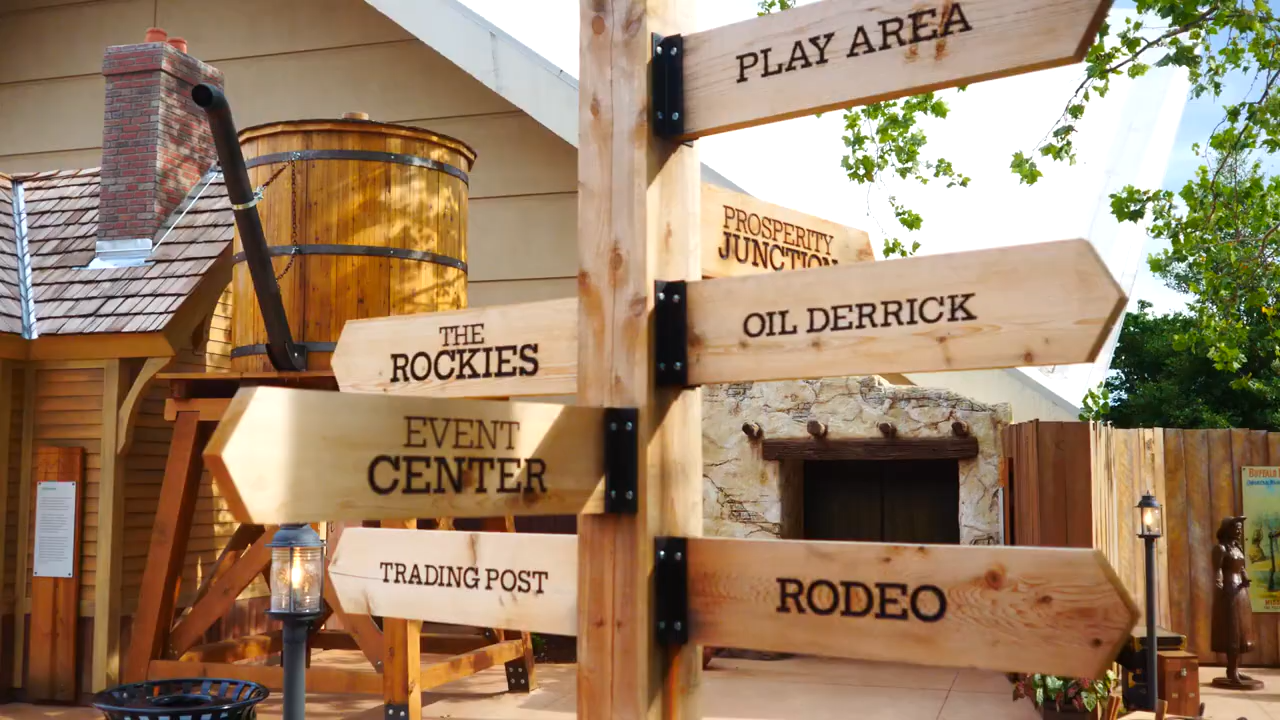 PLAY AREA
PROSPERITY
JUNCTION
OIL DERRICK
THE
ROCKIES
EVENT
CENTER
TRADING POST
RODEO